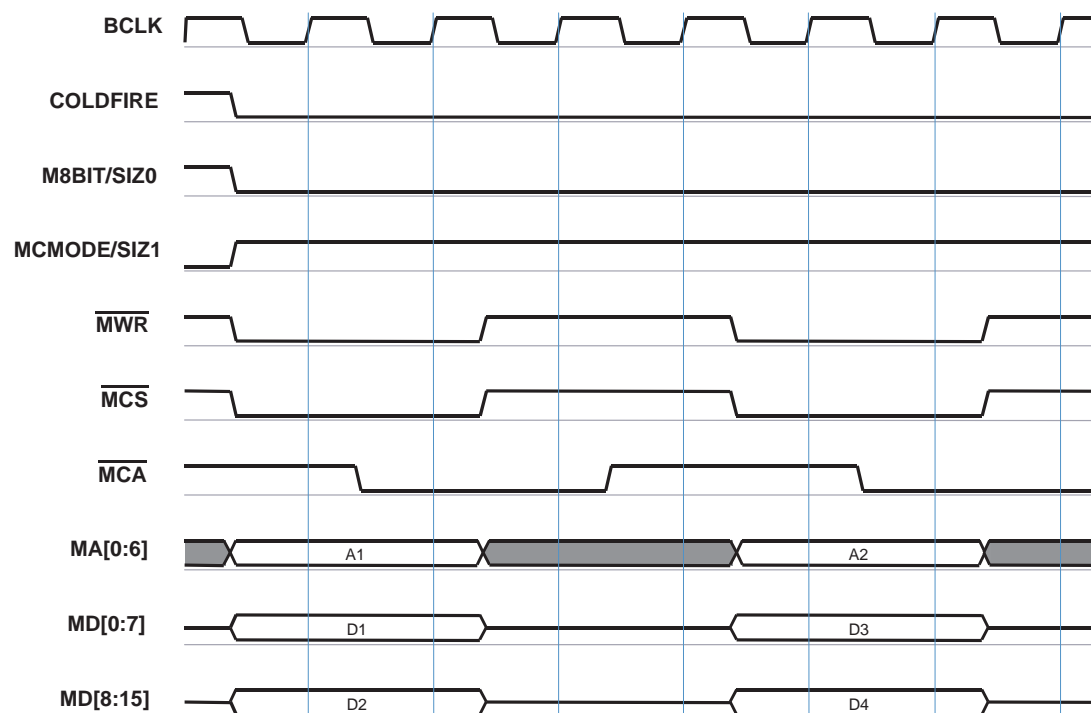 BCLK
COLDFIRE
M8BIT/SIZ0
MCMODE/SIZ1
MWR
MCS
MCA
MA[0:6]
A1
A2
MD[0:7]
D1
D3
MD[8:15]
D2
D4